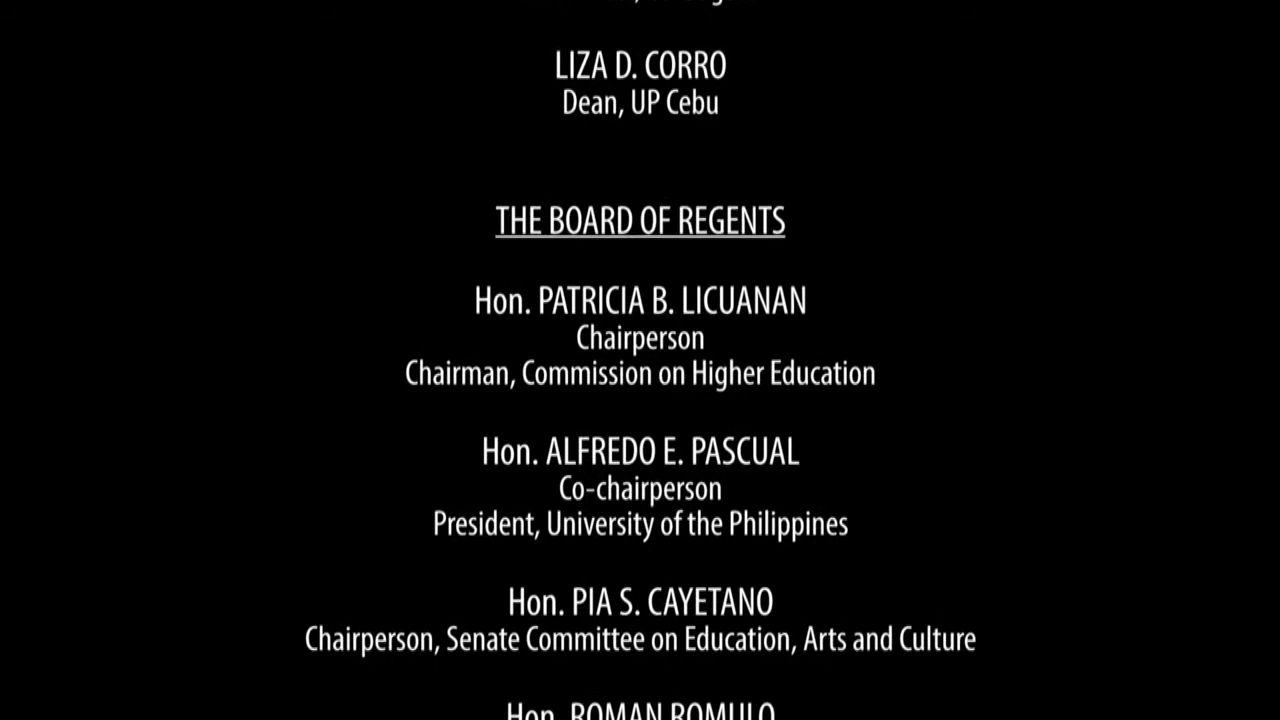 LIZA D. CORRO
Dean, UP Cebu
THE BOARD OF REGENTS
Hon. PATRICIA B. LICUANAN
Chairperson
Chairman, Commission on Higher Education
Hon. ALFREDO E. PASCUAL
Co-chairperson
President, University of the Philippines
Hon. PIA S. CAYETANO
Chairperson, Senate Committee on Education, Arts and Culture
Hon. ROMAN ROMULO